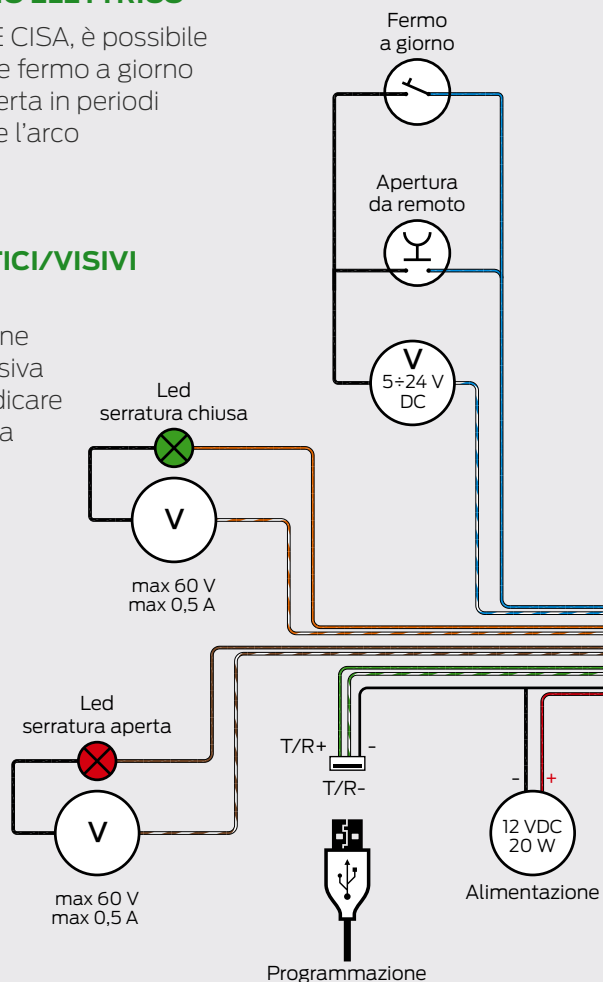 E CISA, è possibile
e fermo a giorno
erta in periodi
e l'arco
TICI/VISIVI
ne
siva
dicare
a
Fermo
a giorno
Apertura
da remoto
V
5÷24 V
DC
Led
serratura chiusa
V
max 60 V
max 0,5 A
Led
serratura aperta
V
max 60 V
max 0,5 A
T/R+
-
T/R-
Programmazione
- +
12 VDC
20 W
Alimentazione